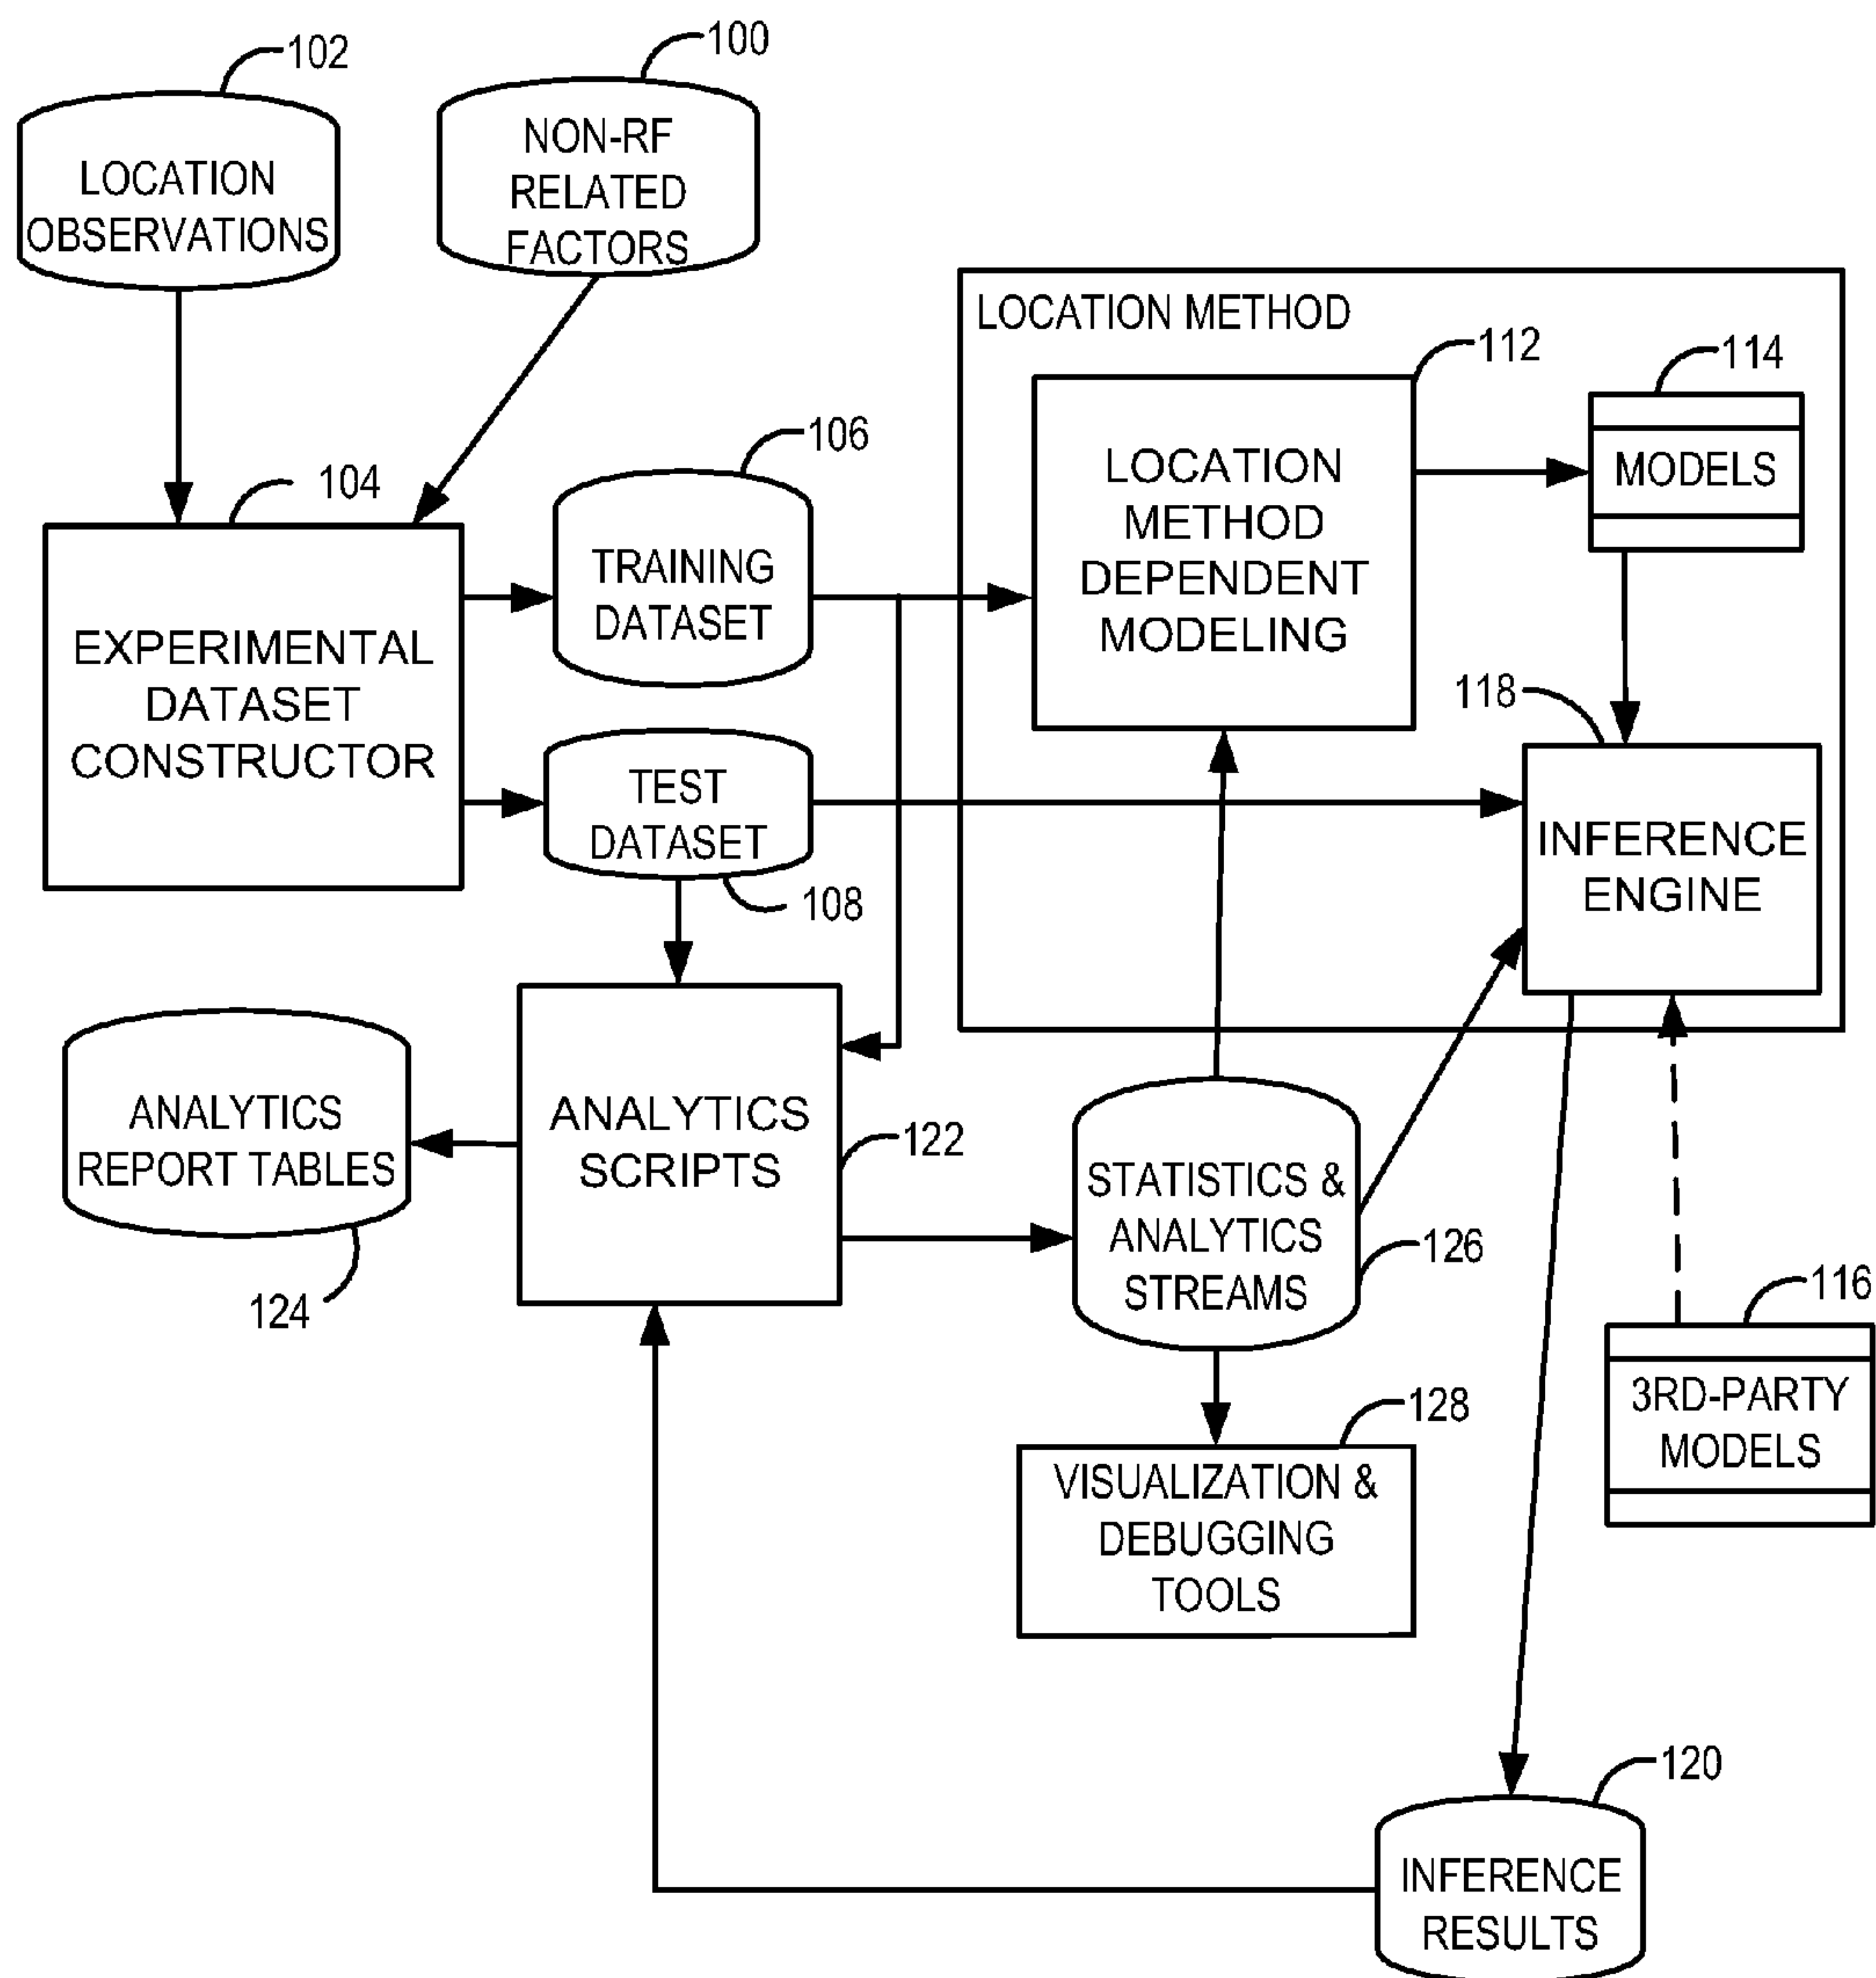 102
100
LOCATION
OBSERVATIONS
NON-RF
RELATED
FACTORS
LOCATION METHOD
112
114
106
104
LOCATION
METHOD
DEPENDENT
MODELING
MODELS
TRAINING
DATASET
EXPERIMENTAL
DATASET
CONSTRUCTOR
118
TEST
DATASET
INFERENCE
ENGINE
108
ANALYTICS
REPORT TABLES
ANALYTICS
SCRIPTS
122
STATISTICS &
ANALYTICS
STREAMS
126
124
116
3RD-PARTY
MODELS
128
VISUALIZATION &
DEBUGGING
TOOLS
120
INFERENCE
RESULTS